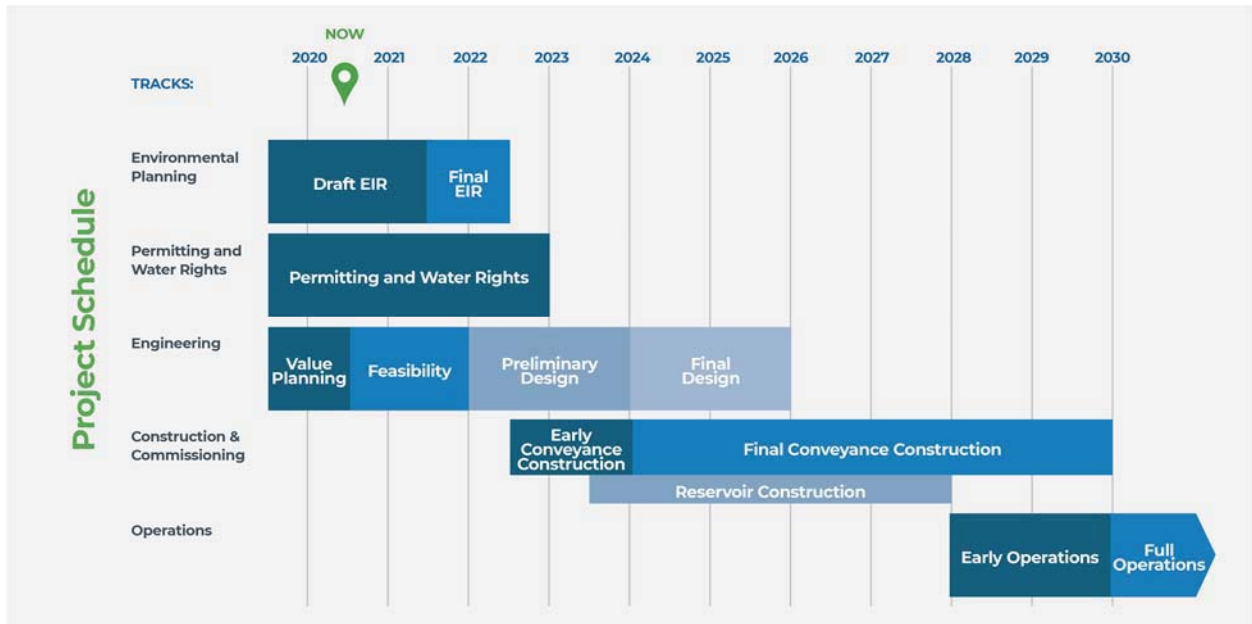 Project Schedule
NOW
2020 2021 2022 2023 2024 2025 2026 2027 2028 2029 2030
TRACKS:
Environmental
Planning
Draft EIR
Final
EIR
Permitting and
Water Rights
Permitting and Water Rights
Engineering
Value
Planning
Feasibility
Preliminary
Design
Final
Design
Construction &
Commissioning
Early
Conveyance
Construction
Final Conveyance Construction
Reservoir Construction
Operations
Early Operations
Full
Operations